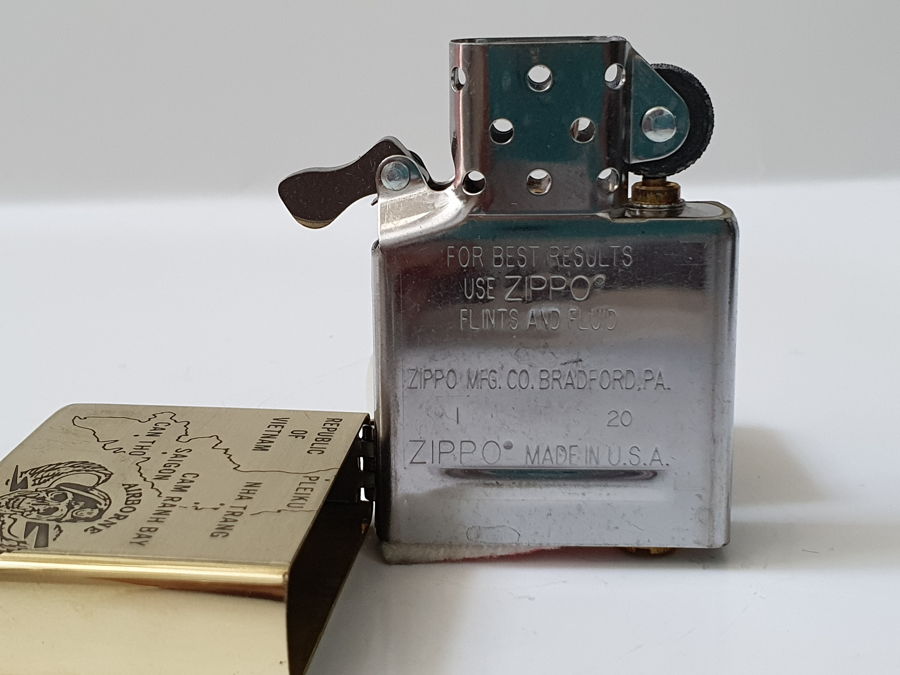 FOR BEST RESULTS
USE ZIPPO®
FLINTS AND FLUID
ZIPPO MFG. CO. BRADFORD, PA.
I 20
ZIPPO® MADE IN U.S.A.
REPUBLIC
OF
VIETNAM
PLEIKU
NHA TRANG
CAM RANH BAY
SAIGON
CAN THO
AIRBORNE